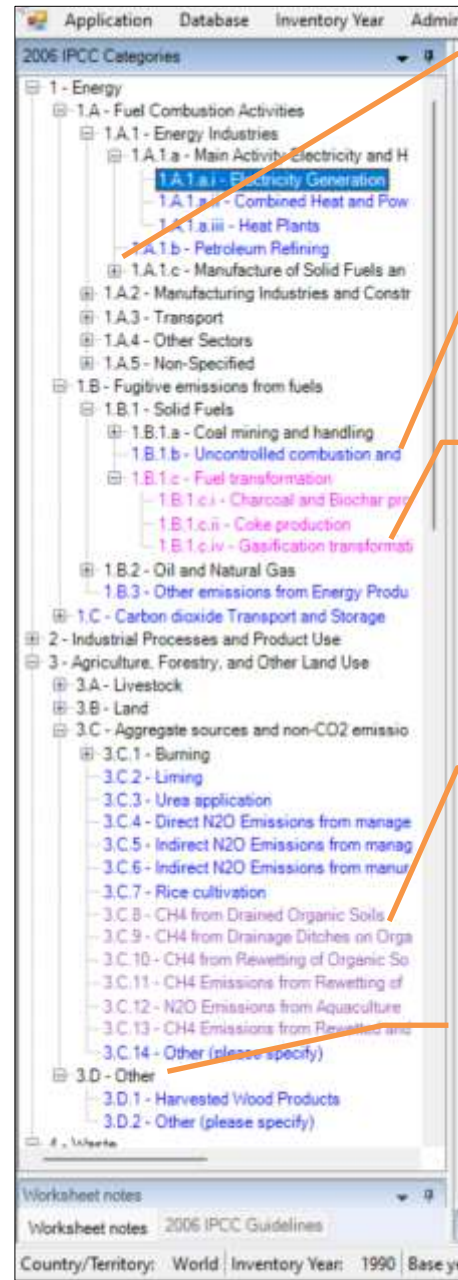 Application Database Inventory Year Admin
2006 IPCC Categories
1 - Energy
1.A - Fuel Combustion Activities
1.A.1 - Energy Industries
1.A.1.a - Main Activity Electricity and H
1.A.1.a.i - Electricity Generation
1.A.1.a.ii - Combined Heat and Pow
1.A.1.a.iii - Heat Plants
1.A.1.b - Petroleum Refining
1.A.1.c - Manufacture of Solid Fuels an
1.A.2 - Manufacturing Industries and Constr
1.A.3 - Transport
1.A.4 - Other Sectors
1.A.5 - Non-Specified
1.B - Fugitive emissions from fuels
1.B.1 - Solid Fuels
1.B.1.a - Coal mining and handling
1.B.1.b - Uncontrolled combustion and
1.B.1.c - Fuel transformation
1.B.1.c.i - Charcoal and Biochar pro
1.B.1.c.ii - Coke production
1.B.1.c.iv - Gasification transformati
1.B.2 - Oil and Natural Gas
1.B.3 - Other emissions from Energy Produ
1.C - Carbon dioxide Transport and Storage
2 - Industrial Processes and Product Use
3 - Agriculture, Forestry, and Other Land Use
3.A - Livestock
3.B - Land
3.C - Aggregate sources and non-CO2 emissio
3.C.1 - Burning
3.C.2 - Liming
3.C.3 - Urea application
3.C.4 - Direct N2O Emissions from manage
3.C.5 - Indirect N2O Emissions from manag
3.C.6 - Indirect N2O Emissions from manur
3.C.7 - Rice cultivation
3.C.8 - CH4 from Drained Organic Soils
3.C.9 - CH4 from Drainage Ditches on Orga
3.C.10 - CH4 from Rewetting of Organic So
3.C.11 - CH4 Emissions from Rewetting of
3.C.12 - N2O Emissions from Aquaculture
3.C.13 - CH4 Emissions from Rewetted and
3.C.14 - Other (please specify)
3.D - Other
3.D.1 - Harvested Wood Products
3.D.2 - Other (please specify)
4 - Waste
Worksheet notes
Worksheet notes 2006 IPCC Guidelines
Country/Territory: World Inventory Year: 1990 Base ye